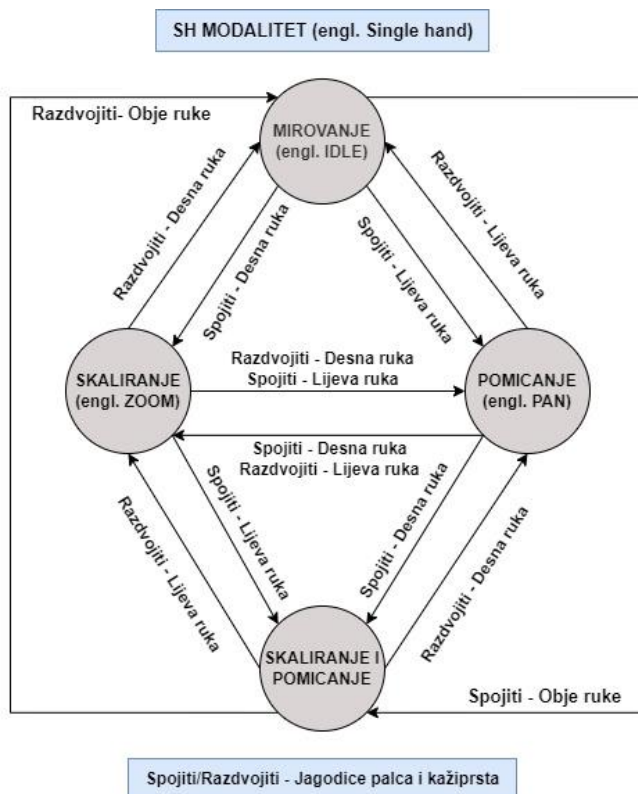 SH MODALITET (engl. Single hand)
Razdvojiti- Obje ruke
MIROVANJE
(engl. IDLE)
Razdvojiti - Desna ruka
Spojiti - Desna ruka
Spojiti - Lijeva ruka
Razdvojiti - Lijeva ruka
SKALIRANJE
(engl. ZOOM)
Razdvojiti - Desna ruka
Spojiti - Lijeva ruka
POMICANJE
(engl. PAN)
Spojiti - Desna ruka
Razdvojiti - Lijeva ruka
Razdvojiti - Lijeva ruka
Spojiti - Lijeva ruka
Spojiti - Desna ruka
Razdvojiti - Desna ruka
SKALIRANJE I
POMICANJE
Spojiti - Obje ruke
Spojiti/Razdvojiti - Jagodice palca i kažiprsta